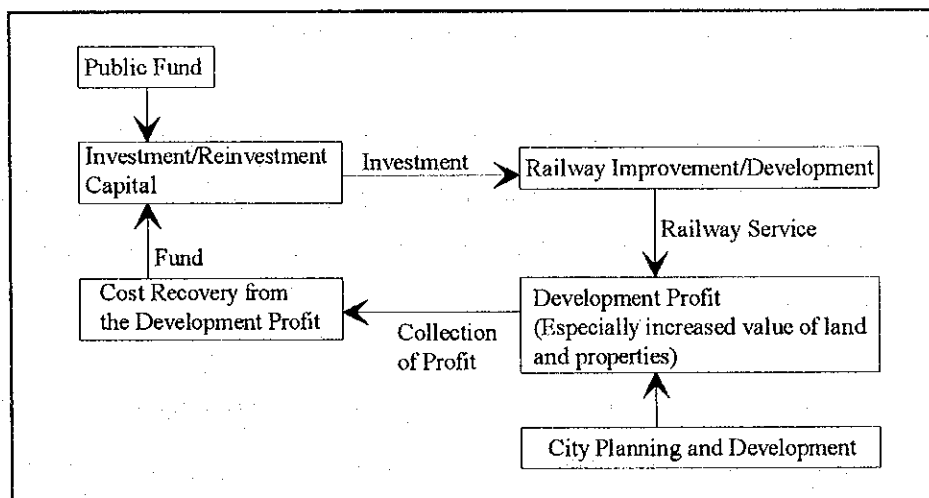 Public Fund
Investment/Reinvestment
Capital
Investment
Railway Improvement/Development
Railway Service
Fund
Cost Recovery from
the Development Profit
Collection
of Profit
Development Profit
(Especially increased value of land
and properties)
City Planning and Development